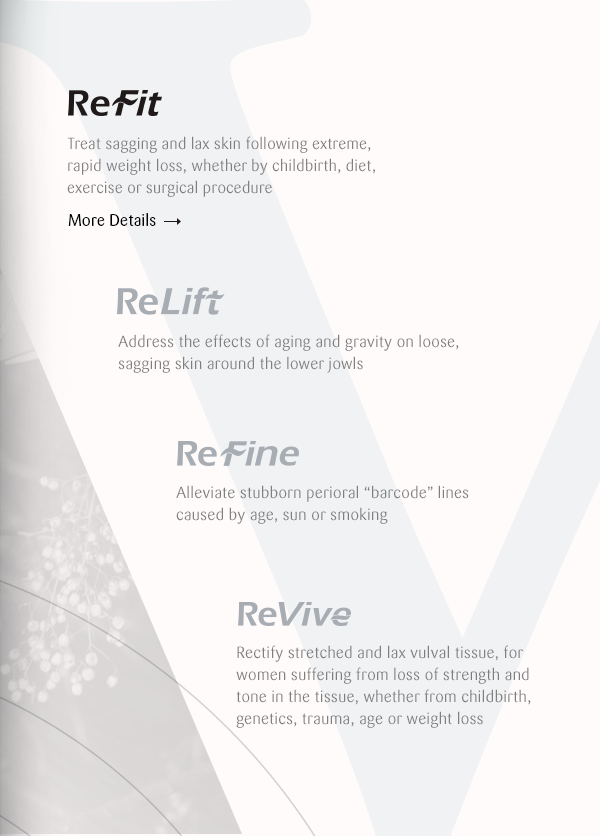 ReFit
Treat sagging and lax skin following extreme,
rapid weight loss, whether by childbirth, diet,
exercise or surgical procedure
More Details →
ReLift
Address the effects of aging and gravity on loose,
sagging skin around the lower jowls
ReFine
Alleviate stubborn perioral “barcode” lines
caused by age, sun or smoking
ReVive
Rectify stretched and lax vulval tissue, for
women suffering from loss of strength and
tone in the tissue, whether from childbirth,
genetics, trauma, age or weight loss